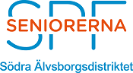 SPF
SENIORERNA
Södra Älvsborgsdistriktet